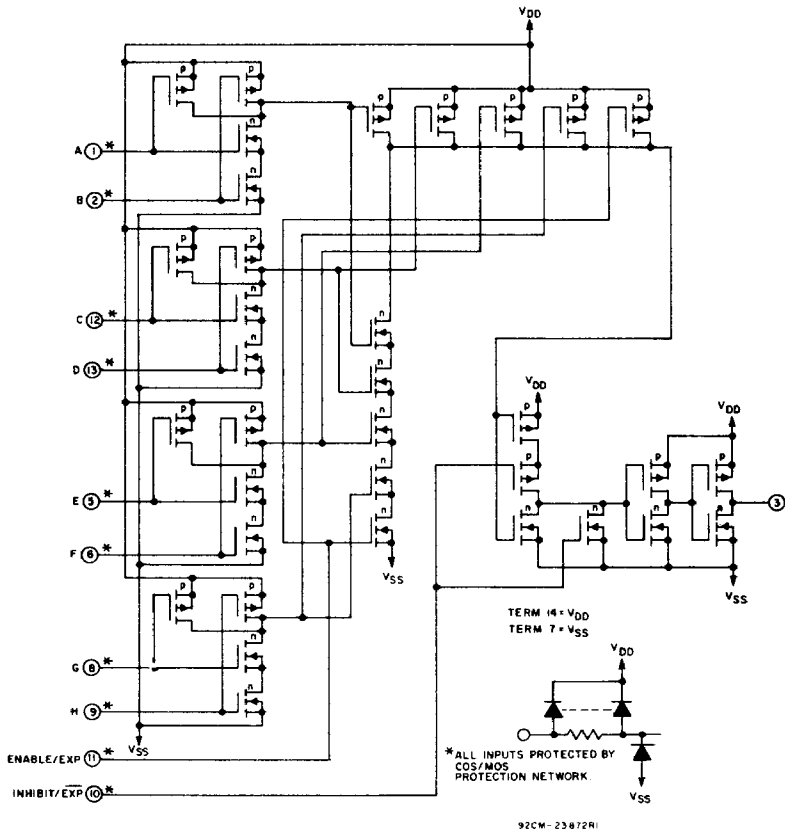 VDD
p p
p p p p p
n
A 1 *
n
B 2 *
p p
n
C 12 *
n
D 13 *
n
n
p p
n
n
E 5 *
n
n
F 6 *
n
VSS
p p
n
G 8 *
n
H 9 *
VSS
ENABLE/EXP 11 *
INHIBIT/EXP 10 *
VDD
p
VDD
p p p
3
n n n n
VSS
TERM 14 = VDD
TERM 7 = VSS
VDD
*ALL INPUTS PROTECTED BY
COS/MOS
PROTECTION NETWORK.
VSS
92CM-23872R1